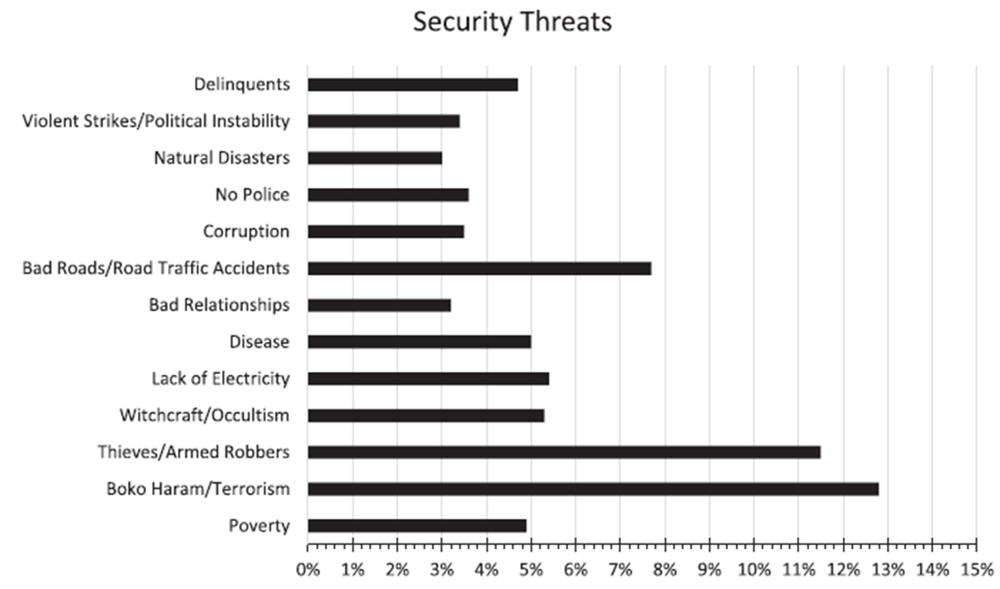 Security Threats
Delinquents
Violent Strikes/Political Instability
Natural Disasters
No Police
Corruption
Bad Roads/Road Traffic Accidents
Bad Relationships
Disease
Lack of Electricity
Witchcraft/Occultism
Thieves/Armed Robbers
Boko Haram/Terrorism
Poverty
0% 1% 2% 3% 4% 5% 6% 7% 8% 9% 10% 11% 12% 13% 14% 15%